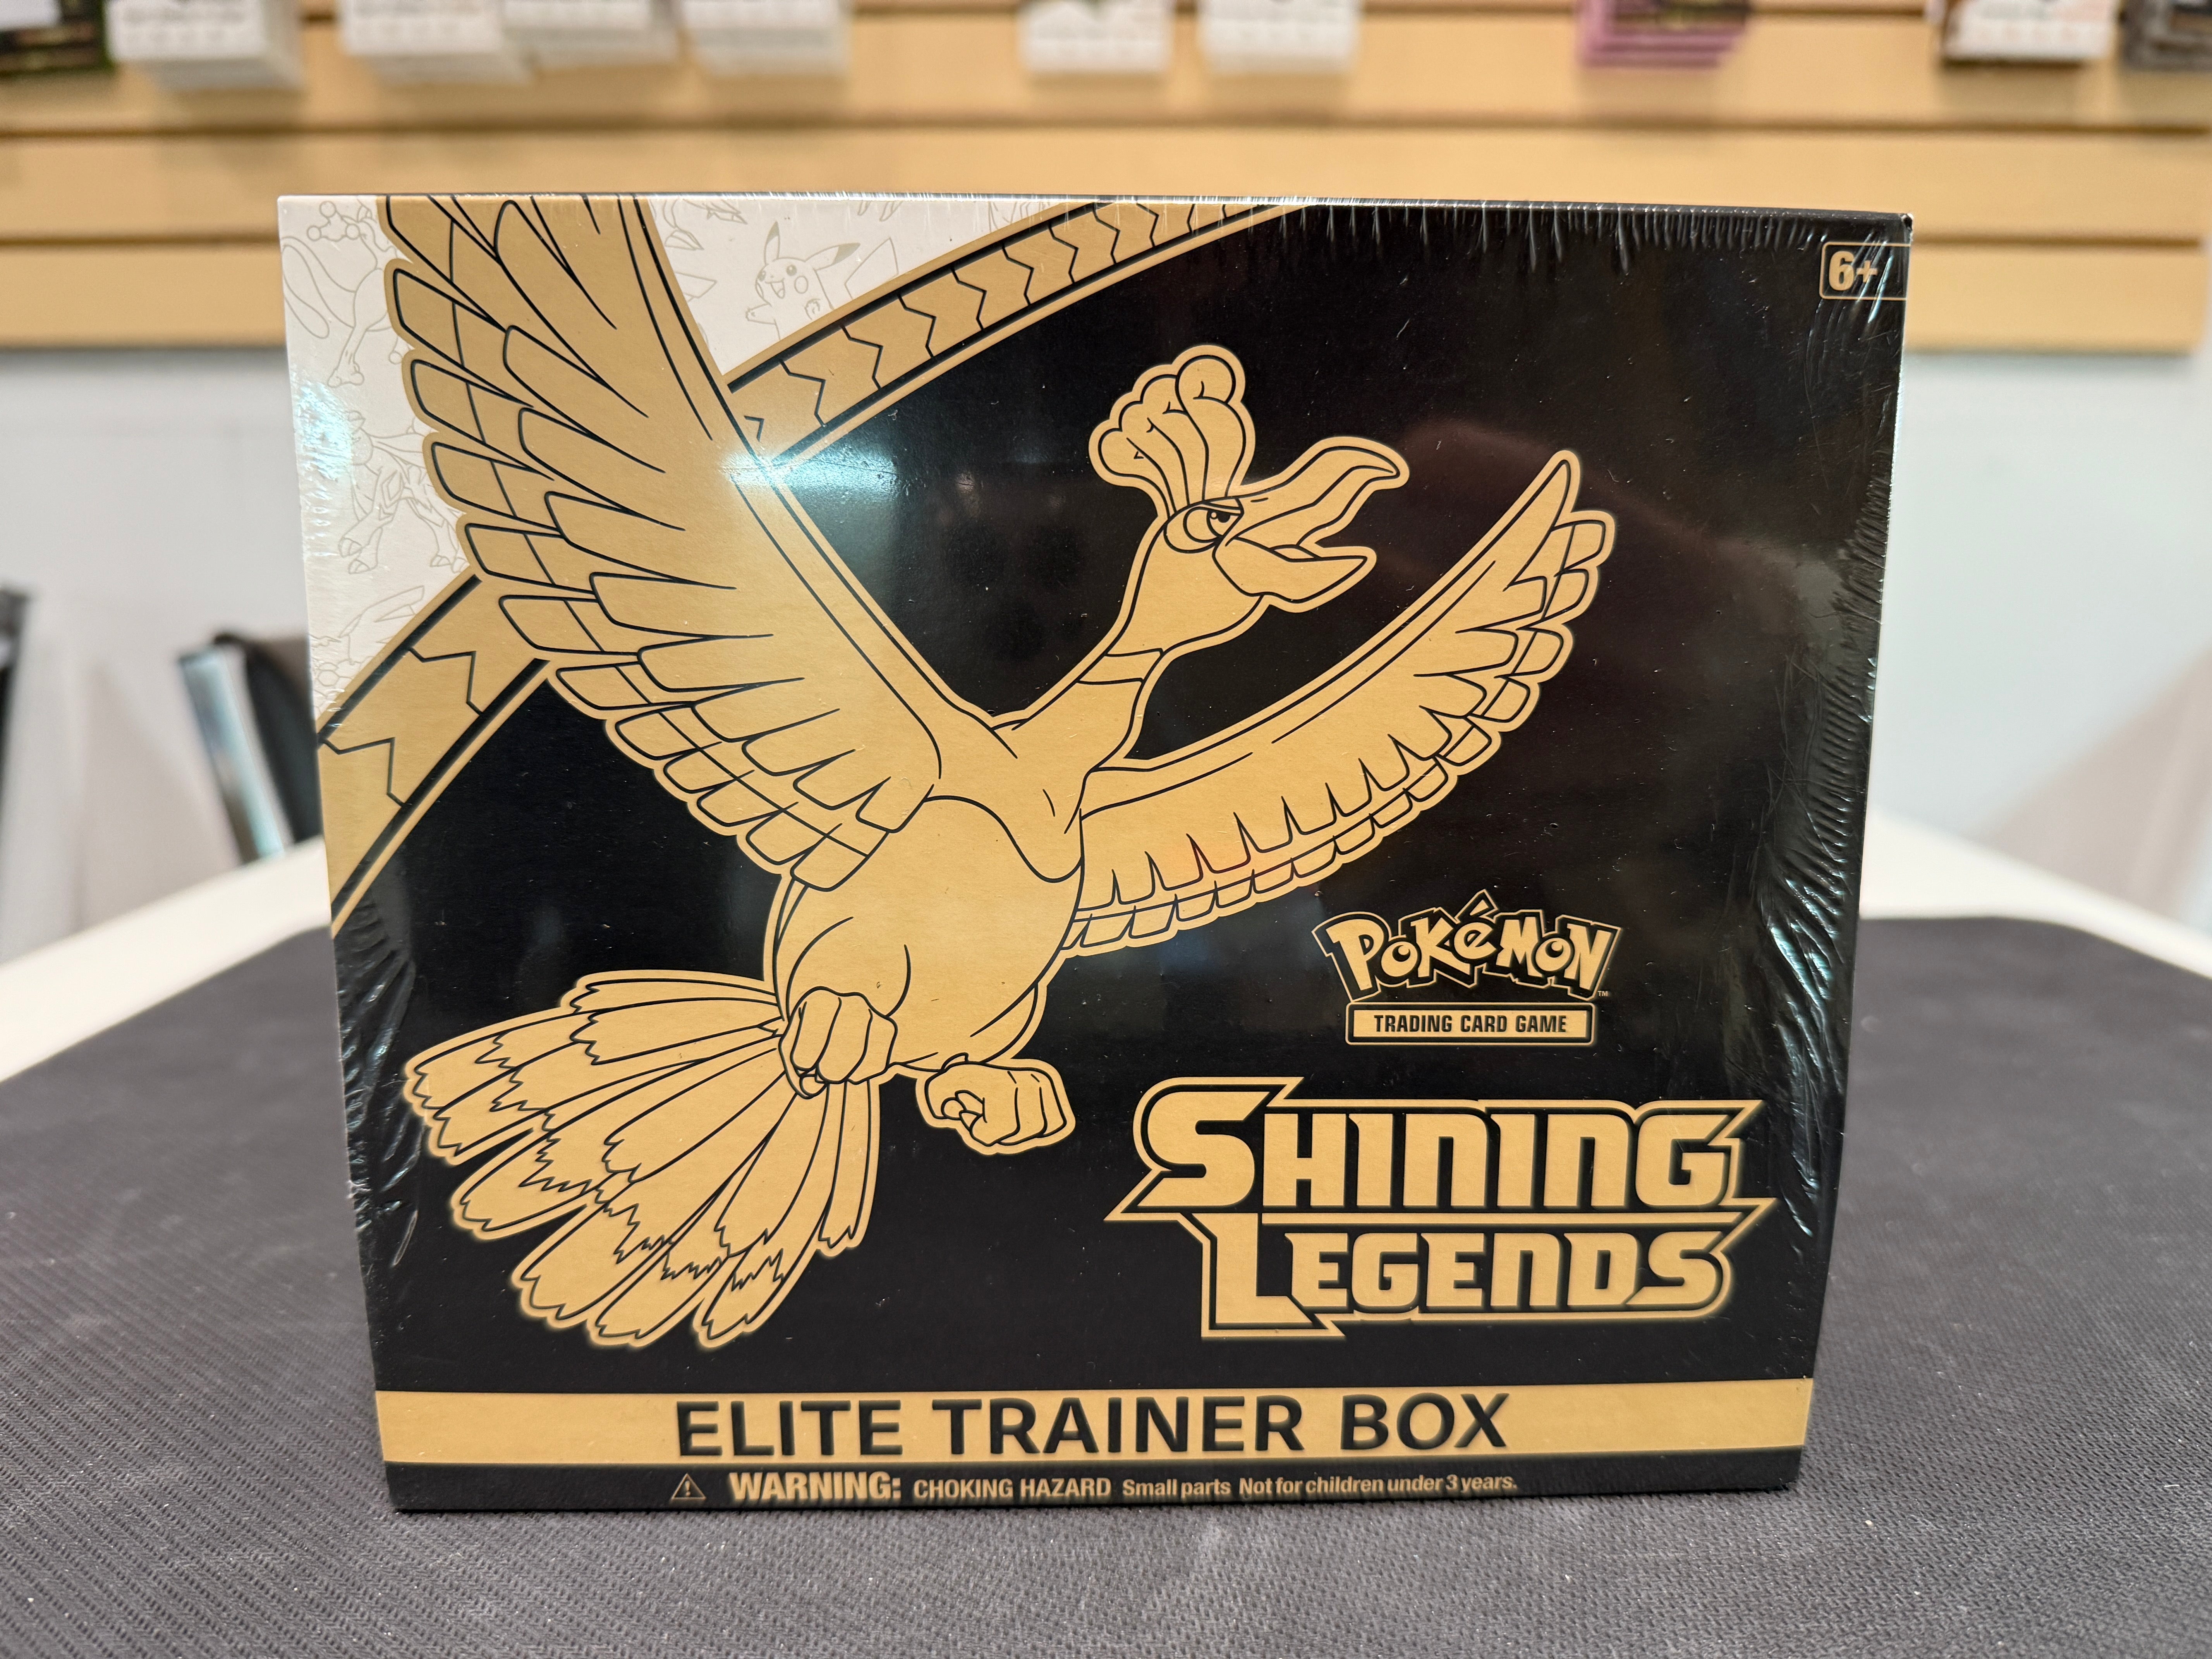 6+
POKéMON
TM
TRADING CARD GAME
SHINING
LEGENDS
ELITE TRAINER BOX
WARNING: CHOKING HAZARD Small parts Not for children under 3 years.